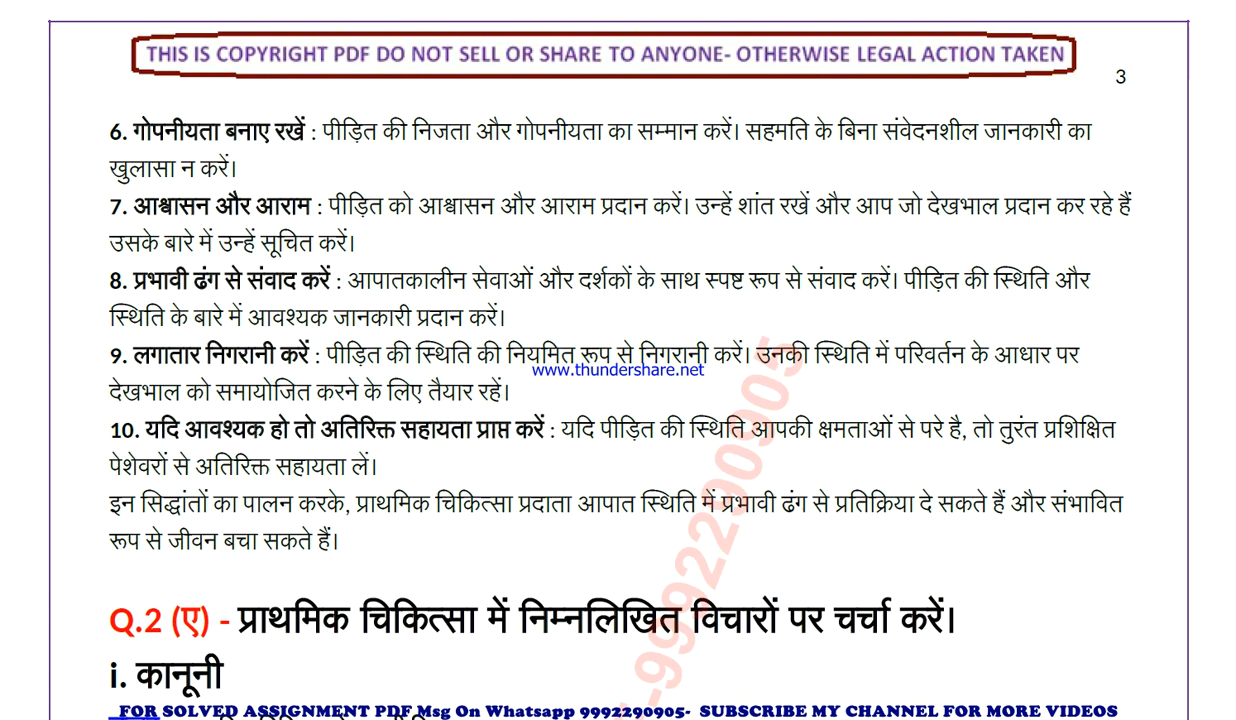 THIS IS COPYRIGHT PDF DO NOT SELL OR SHARE TO ANYONE- OTHERWISE LEGAL ACTION TAKEN
3
6. गोपनीयता बनाए रखें : पीड़ित की निजता और गोपनीयता का सम्मान करें। सहमति के बिना संवेदनशील जानकारी का
खुलासा न करें।
7. आश्वासन और आराम : पीड़ित को आश्वासन और आराम प्रदान करें। उन्हें शांत रखें और आप जो देखभाल प्रदान कर रहे हैं
उसके बारे में उन्हें सूचित करें।
8. प्रभावी ढंग से संवाद करें : आपातकालीन सेवाओं और दर्शकों के साथ स्पष्ट रूप से संवाद करें। पीड़ित की स्थिति और
स्थिति के बारे में आवश्यक जानकारी प्रदान करें।
9. लगातार निगरानी करें : पीड़ित की स्थिति की नियमित रूप से निगरानी करें। उनकी स्थिति में परिवर्तन के आधार पर
www.thundershare.net
देखभाल को समायोजित करने के लिए तैयार रहें।
10. यदि आवश्यक हो तो अतिरिक्त सहायता प्राप्त करें : यदि पीड़ित की स्थिति आपकी क्षमताओं से परे है, तो तुरंत प्रशिक्षित
पेशेवरों से अतिरिक्त सहायता लें।
इन सिद्धांतों का पालन करके, प्राथमिक चिकित्सा प्रदाता आपात स्थिति में प्रभावी ढंग से प्रतिक्रिया दे सकते हैं और संभावित
रूप से जीवन बचा सकते हैं।
Q.2 (ए) - प्राथमिक चिकित्सा में निम्नलिखित विचारों पर चर्चा करें।
i. कानूनी
-9992290905
FOR SOLVED ASSIGNMENT PDF Msg On Whatsapp 9992290905- SUBSCRIBE MY CHANNEL FOR MORE VIDEOS